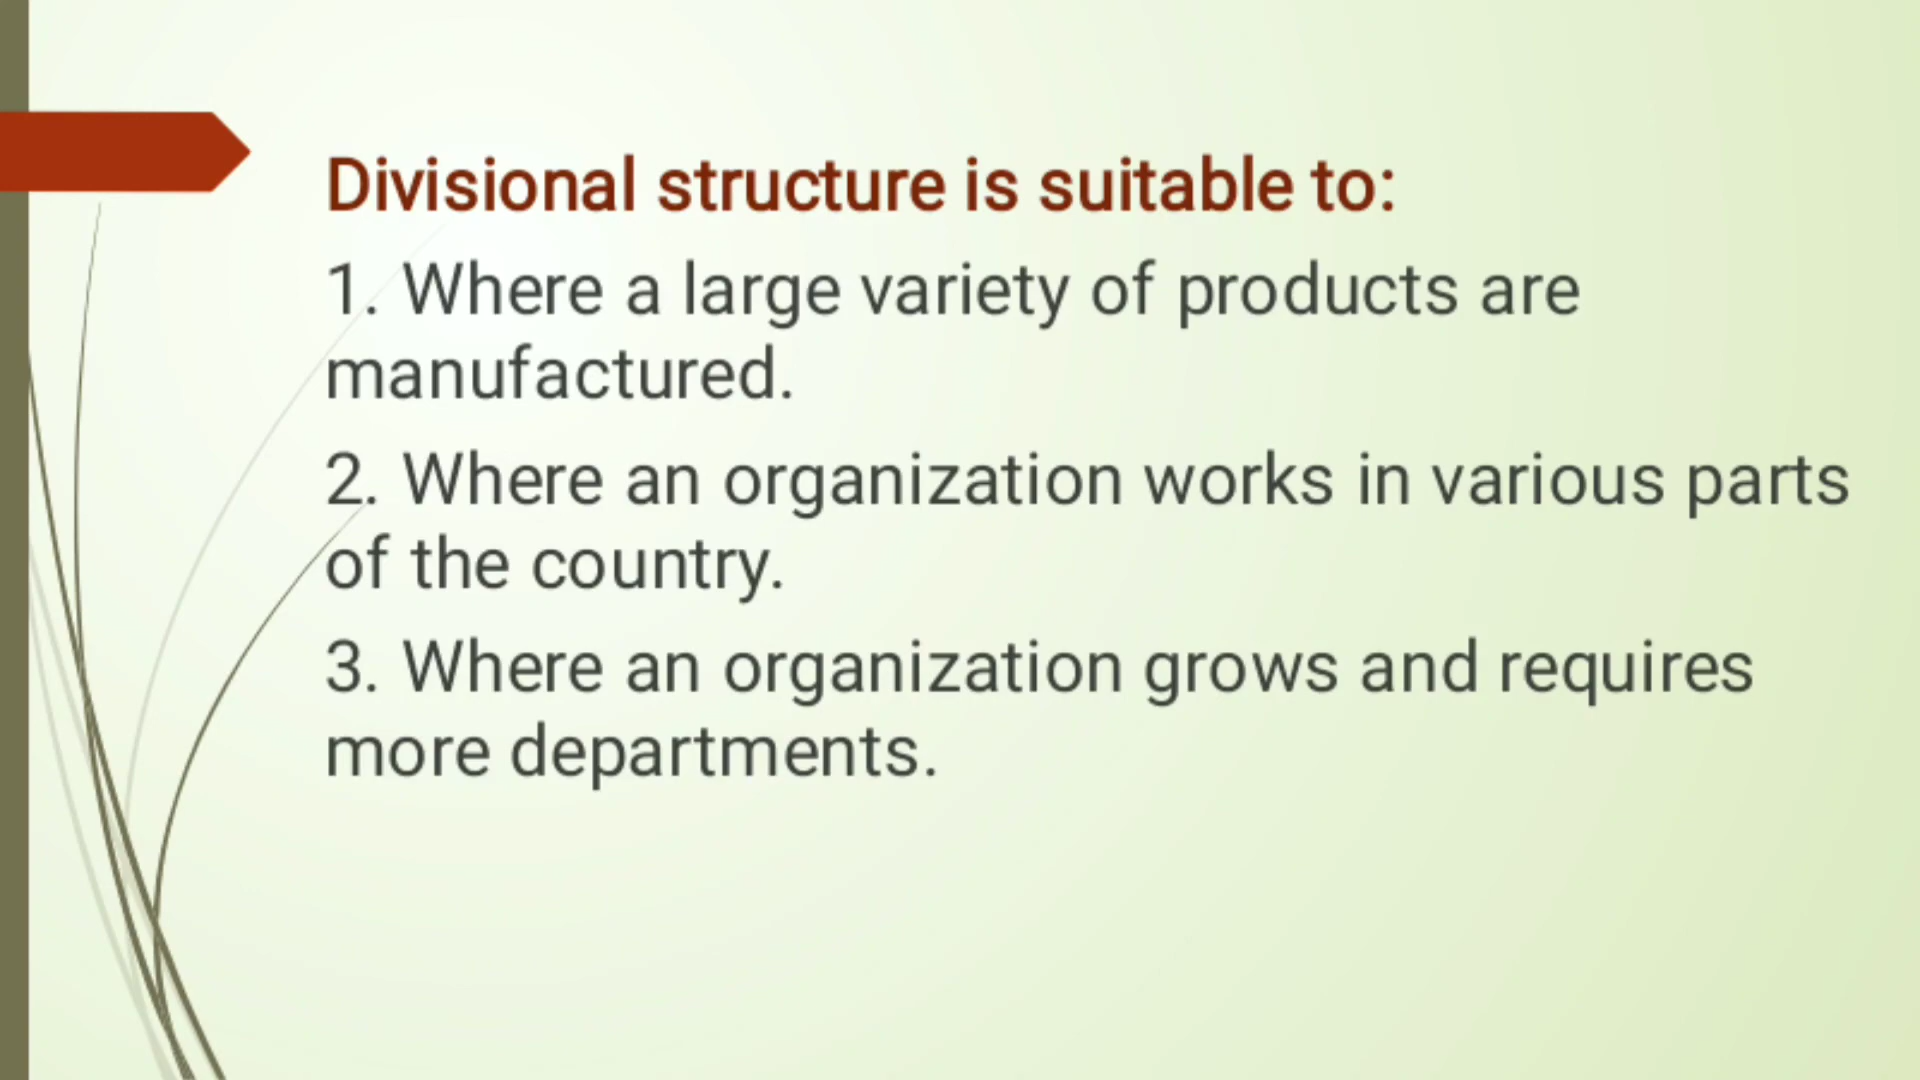 Divisional structure is suitable to:
1. Where a large variety of products are
manufactured.
2. Where an organization works in various parts
of the country.
3. Where an organization grows and requires
more departments.